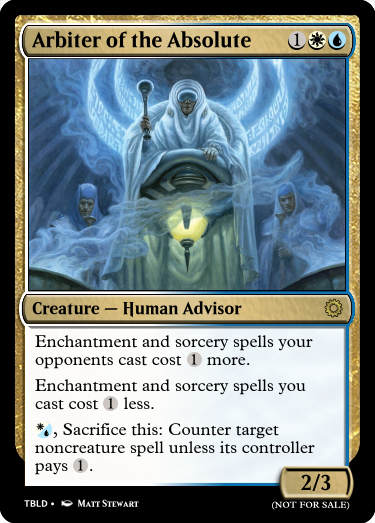 Arbiter of the Absolute 1
Creature — Human Advisor
Enchantment and sorcery spells your
opponents cast cost 1 more.
Enchantment and sorcery spells you
cast cost 1 less.
, Sacrifice this: Counter target
noncreature spell unless its controller
pays 1.
2/3
TBLD • Matt Stewart
(NOT FOR SALE)